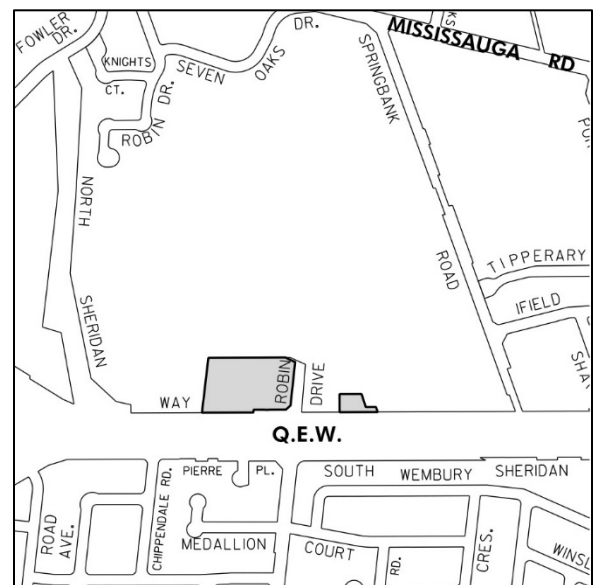 FOWLER DR.
KNIGHTS CT.
ROBIN DR.
SEVEN OAKS DR.
SPRINGBANK ROAD
MISSISSAUGA RD
TIPPERARY
IFIELD
NORTH SHERIDAN WAY
ROBIN DRIVE
Q.E.W.
ROAD AVE.
CHIPPENDALE RD.
PIERRE PL.
SOUTH WEMBURY SHERIDAN
MEDALLION COURT
RD.
CRES.